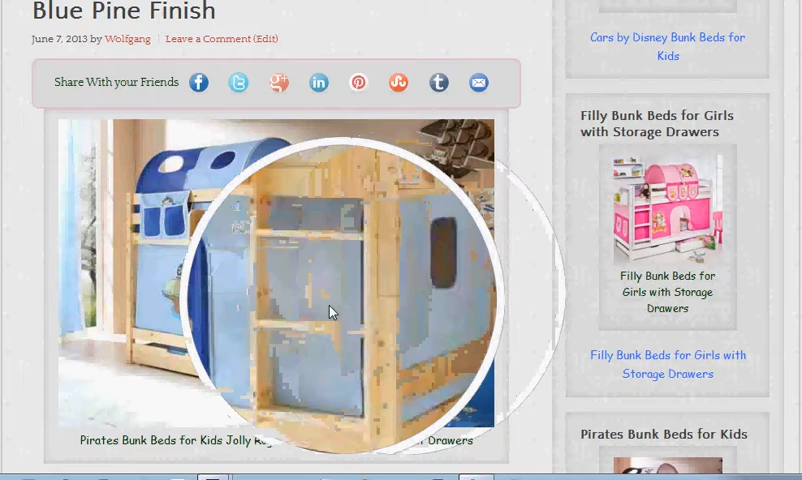 Blue Pine Finish
June 7, 2013 by Wolfgang
Leave a Comment (Edit)
Share With your Friends
Pirates Bunk Beds for Kids Jolly
Drawers
Cars by Disney Bunk Beds for
Kids
Filly Bunk Beds for Girls
with Storage Drawers
Filly Bunk Beds for
Girls with Storage
Drawers
Filly Bunk Beds for Girls with
Storage Drawers
Pirates Bunk Beds for Kids